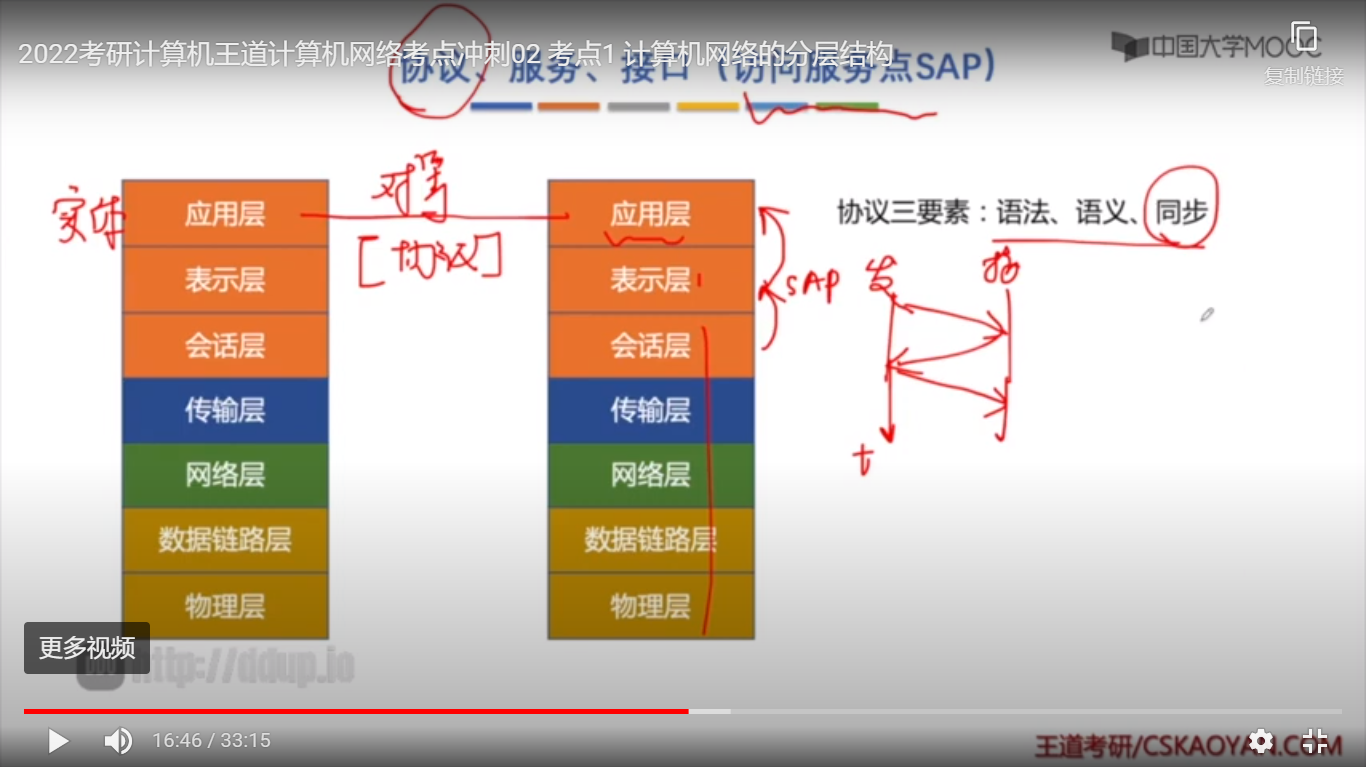 2022考研计算机王道计算机网络考点冲刺02 考点1 计算机网络的分层结构
中国大学MOOC
复制链接
协议、服务、接口（访问服务点SAP）
对等
实体
应用层
应用层
协议三要素：语法、语义、同步
[协议]
表示层
表示层
SAP
发
接
会话层
会话层
传输层
传输层
t
网络层
网络层
数据链路层
数据链路层
物理层
物理层
更多视频
http://ddup.io
16:46 / 33:15
王道考研/CSKAOYAN.COM